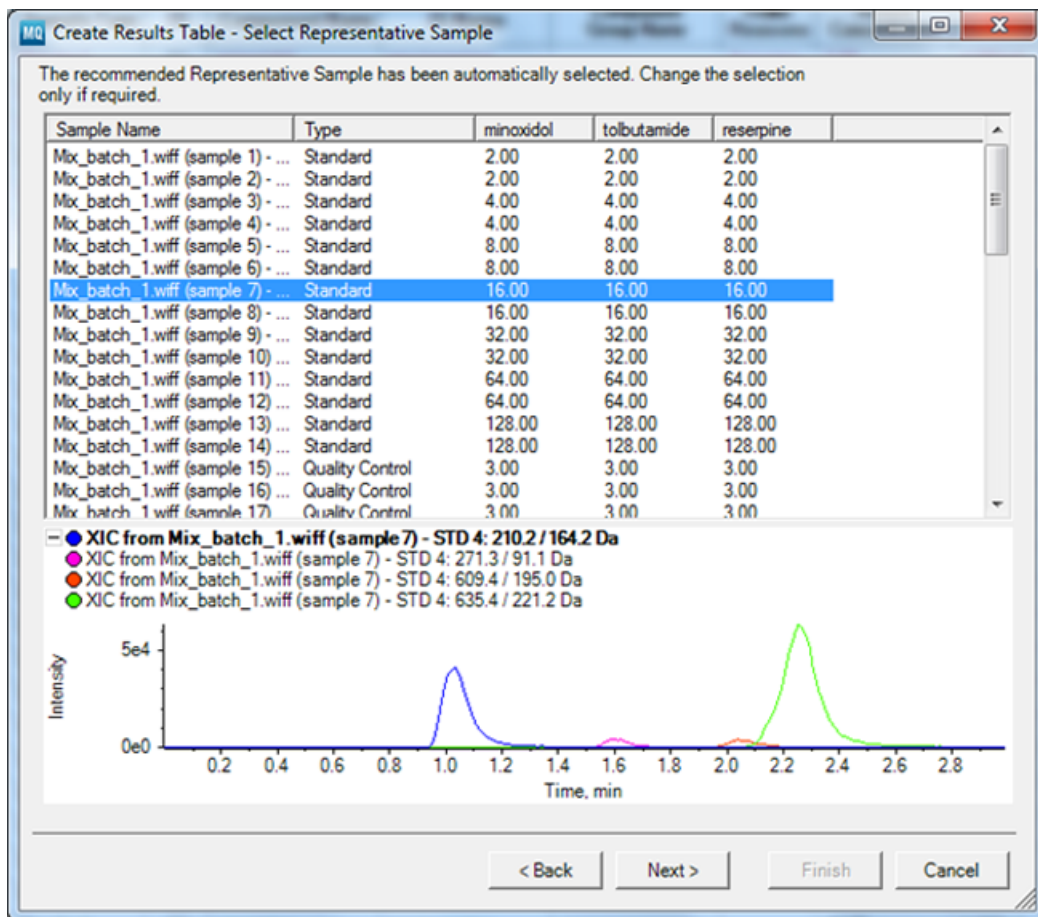 MQ Create Results Table - Select Representative Sample
The recommended Representative Sample has been automatically selected. Change the selection
only if required.
Sample Name Type minoxidol tolbutamide reserpine
Mix_batch_1.wiff (sample 1) - ... Standard 2.00 2.00 2.00
Mix_batch_1.wiff (sample 2) - ... Standard 2.00 2.00 2.00
Mix_batch_1.wiff (sample 3) - ... Standard 4.00 4.00 4.00
Mix_batch_1.wiff (sample 4) - ... Standard 4.00 4.00 4.00
Mix_batch_1.wiff (sample 5) - ... Standard 8.00 8.00 8.00
Mix_batch_1.wiff (sample 6) - ... Standard 8.00 8.00 8.00
Mix_batch_1.wiff (sample 7) - ... Standard 16.00 16.00 16.00
Mix_batch_1.wiff (sample 8) - ... Standard 16.00 16.00 16.00
Mix_batch_1.wiff (sample 9) - ... Standard 32.00 32.00 32.00
Mix_batch_1.wiff (sample 10) ... Standard 32.00 32.00 32.00
Mix_batch_1.wiff (sample 11) ... Standard 64.00 64.00 64.00
Mix_batch_1.wiff (sample 12) ... Standard 64.00 64.00 64.00
Mix_batch_1.wiff (sample 13) ... Standard 128.00 128.00 128.00
Mix_batch_1.wiff (sample 14) ... Standard 128.00 128.00 128.00
Mix_batch_1.wiff (sample 15) ... Quality Control 3.00 3.00 3.00
Mix_batch_1.wiff (sample 16) ... Quality Control 3.00 3.00 3.00
Mix_batch_1.wiff (sample 17) ... Quality Control 3.00 3.00 3.00
XIC from Mix_batch_1.wiff (sample 7) - STD 4: 210.2 / 164.2 Da
XIC from Mix_batch_1.wiff (sample 7) - STD 4: 271.3 / 91.1 Da
XIC from Mix_batch_1.wiff (sample 7) - STD 4: 609.4 / 195.0 Da
XIC from Mix_batch_1.wiff (sample 7) - STD 4: 635.4 / 221.2 Da
5e4
Intensity
0e0
0.2 0.4 0.6 0.8 1.0 1.2 1.4 1.6 1.8 2.0 2.2 2.4 2.6 2.8
Time, min
< Back Next > Finish Cancel